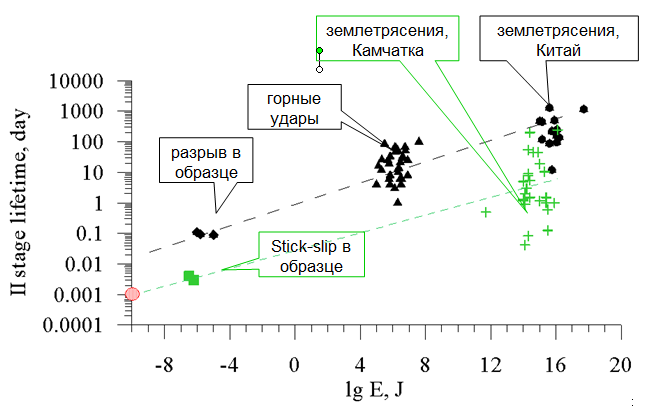 землетрясения,
Камчатка
землетрясения,
Китай
горные
удары
разрыв в
образце
Stick-slip в
образце
II stage lifetime, day
10000
1000
100
10
1
0.1
0.01
0.001
0.0001
-8
-4
0
4
8
12
16
20
lg E, J